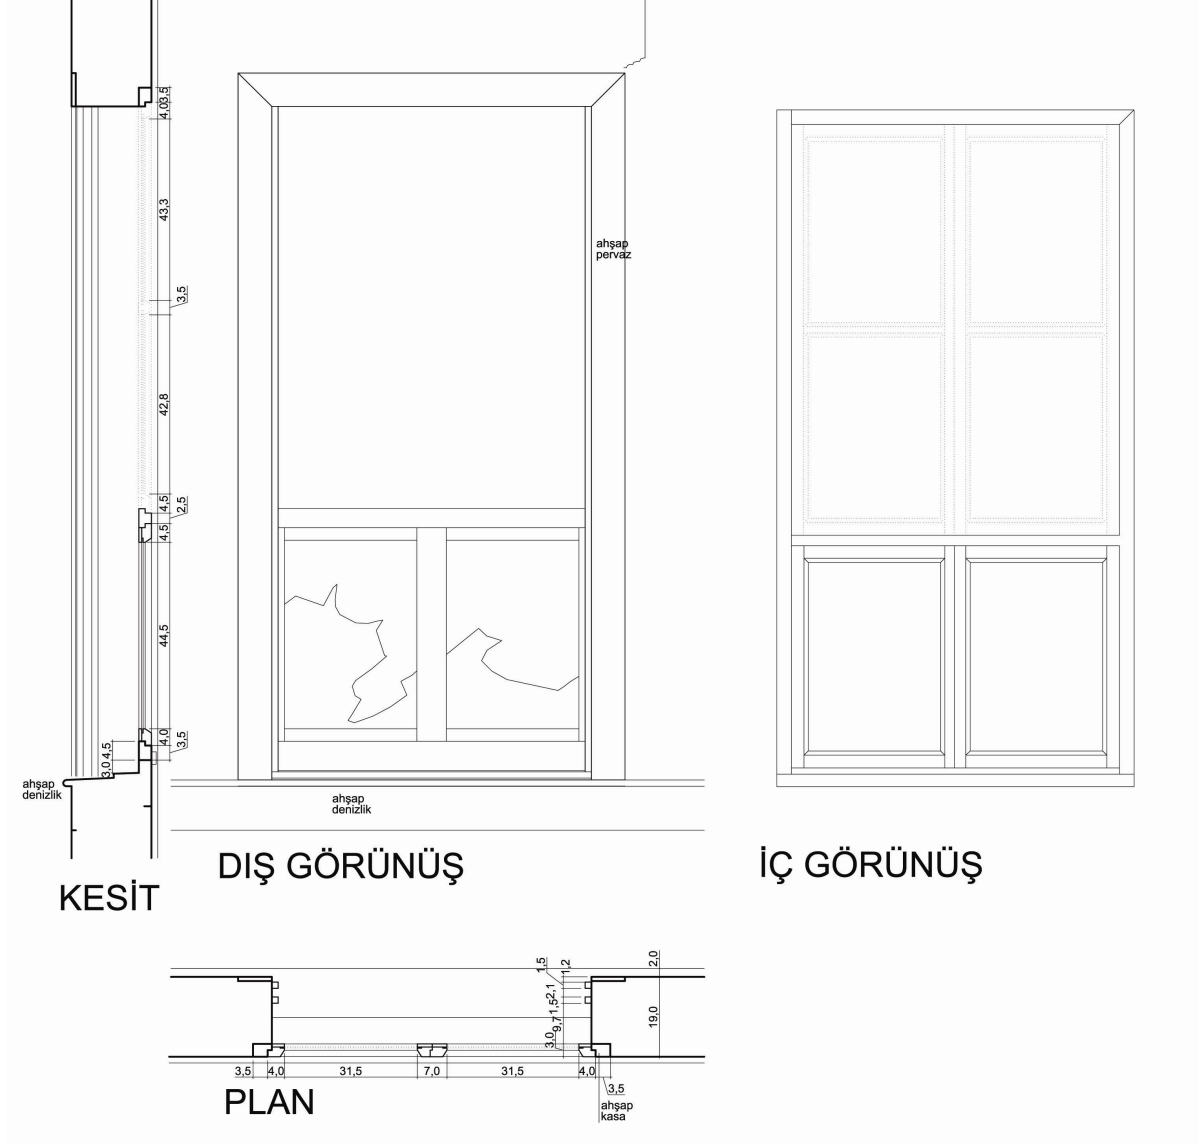 4,0 3,5
43,3
3,5
42,8
4,5
2,5
4,5
44,5
4,0
3,5
3,0 4,5
ahşap
denizlik
ahşap
pervaz
ahşap
denizlik
DIŞ GÖRÜNÜŞ
İÇ GÖRÜNÜŞ
KESİT
1,5
1,2
2,0
2,1
1,5
9,7
3,0
19,0
3,5 4,0 31,5 7,0 31,5 4,0
3,5
ahşap
kasa
PLAN